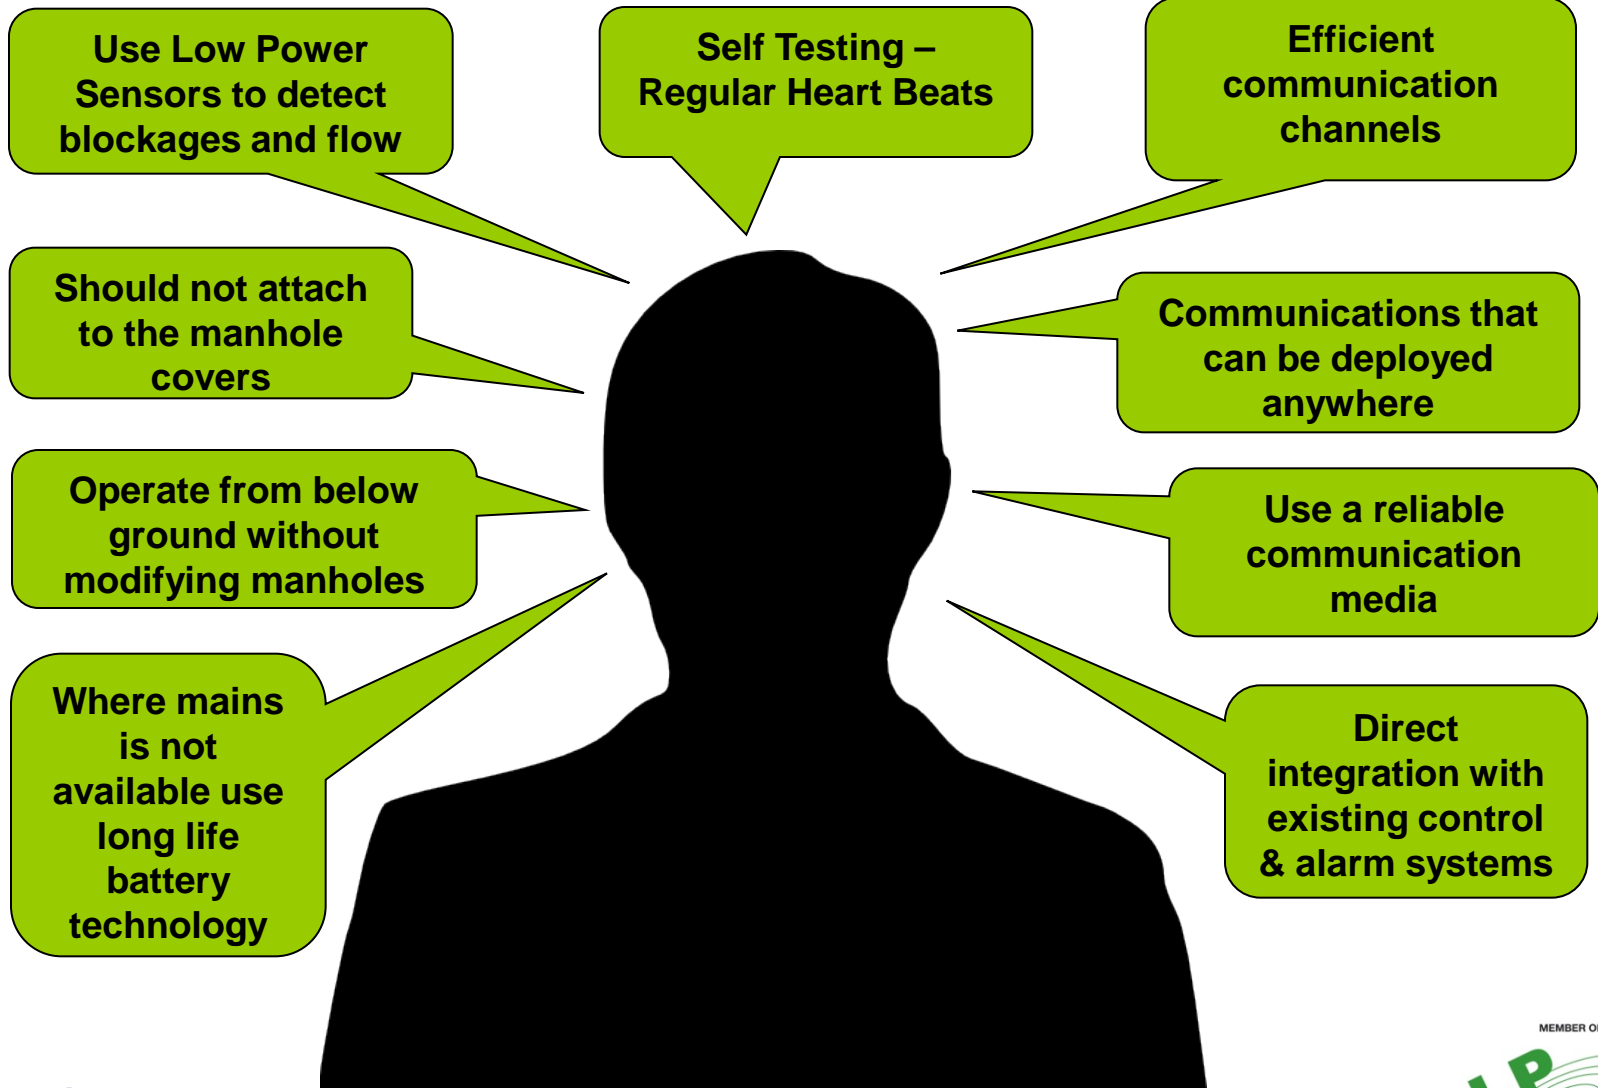 Use Low Power
Sensors to detect
blockages and flow
Self Testing –
Regular Heart Beats
Efficient
communication
channels
Should not attach
to the manhole
covers
Communications that
can be deployed
anywhere
Operate from below
ground without
modifying manholes
Use a reliable
communication
media
Where mains
is not
available use
long life
battery
technology
Direct
integration with
existing control
& alarm systems
MEMBER